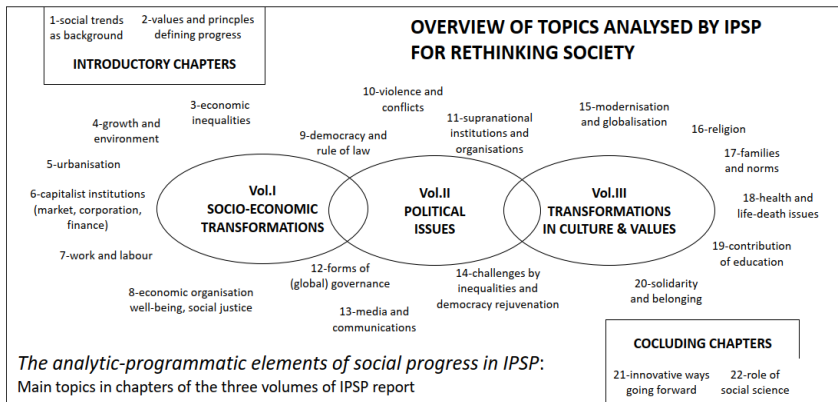 1-social trends
as background
2-values and princples
defining progress
INTRODUCTORY CHAPTERS
OVERVIEW OF TOPICS ANALYSED BY IPSP
FOR RETHINKING SOCIETY
3-economic
inequalities
4-growth and
environment
5-urbanisation
6-capitalist institutions
(market, corporation,
finance)
7-work and labour
8-economic organisation
well-being, social justice
Vol.I
SOCIO-ECONOMIC
TRANSFORMATIONS
9-democracy and
rule of law
10-violence and
conflicts
11-supranational
institutions and
organisations
Vol.II
POLITICAL
ISSUES
12-forms of
(global) governance
13-media and
communications
14-challenges by
inequalities and
democracy rejuvenation
15-modernisation
and globalisation
16-religion
17-families
and norms
Vol.III
TRANSFORMATIONS
IN CULTURE & VALUES
18-health and
life-death issues
19-contribution
of education
20-solidarity
and belonging
The analytic-programmatic elements of social progress in IPSP:
Main topics in chapters of the three volumes of IPSP report
COCLUDING CHAPTERS
21-innovative ways
going forward
22-role of
social science